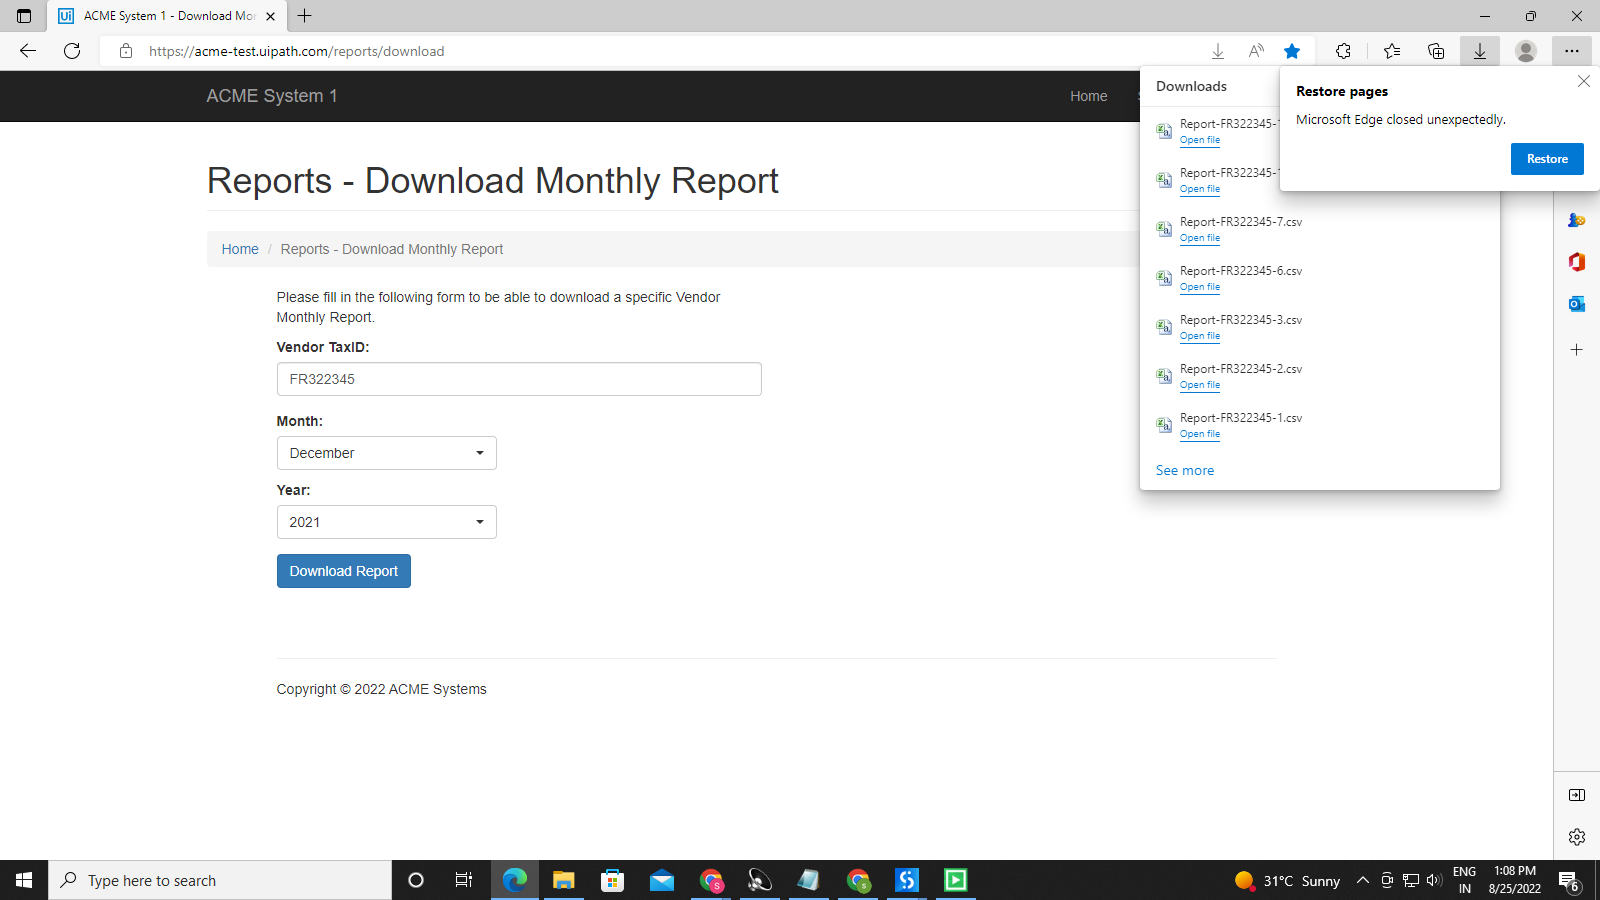 ACME System 1 - Download Mon
https://acme-test.uipath.com/reports/download
ACME System 1
Home
Downloads
Report-FR322345-1
Open file
Report-FR322345-1
Open file
Report-FR322345-7.csv
Open file
Report-FR322345-6.csv
Open file
Report-FR322345-3.csv
Open file
Report-FR322345-2.csv
Open file
Report-FR322345-1.csv
Open file
See more
Restore pages
Microsoft Edge closed unexpectedly.
Restore
Reports - Download Monthly Report
Home / Reports - Download Monthly Report
Please fill in the following form to be able to download a specific Vendor
Monthly Report.
Vendor TaxID:
FR322345
Month:
December
Year:
2021
Download Report
Copyright © 2022 ACME Systems
Type here to search
31°C Sunny
ENG
IN
1:08 PM
8/25/2022
6